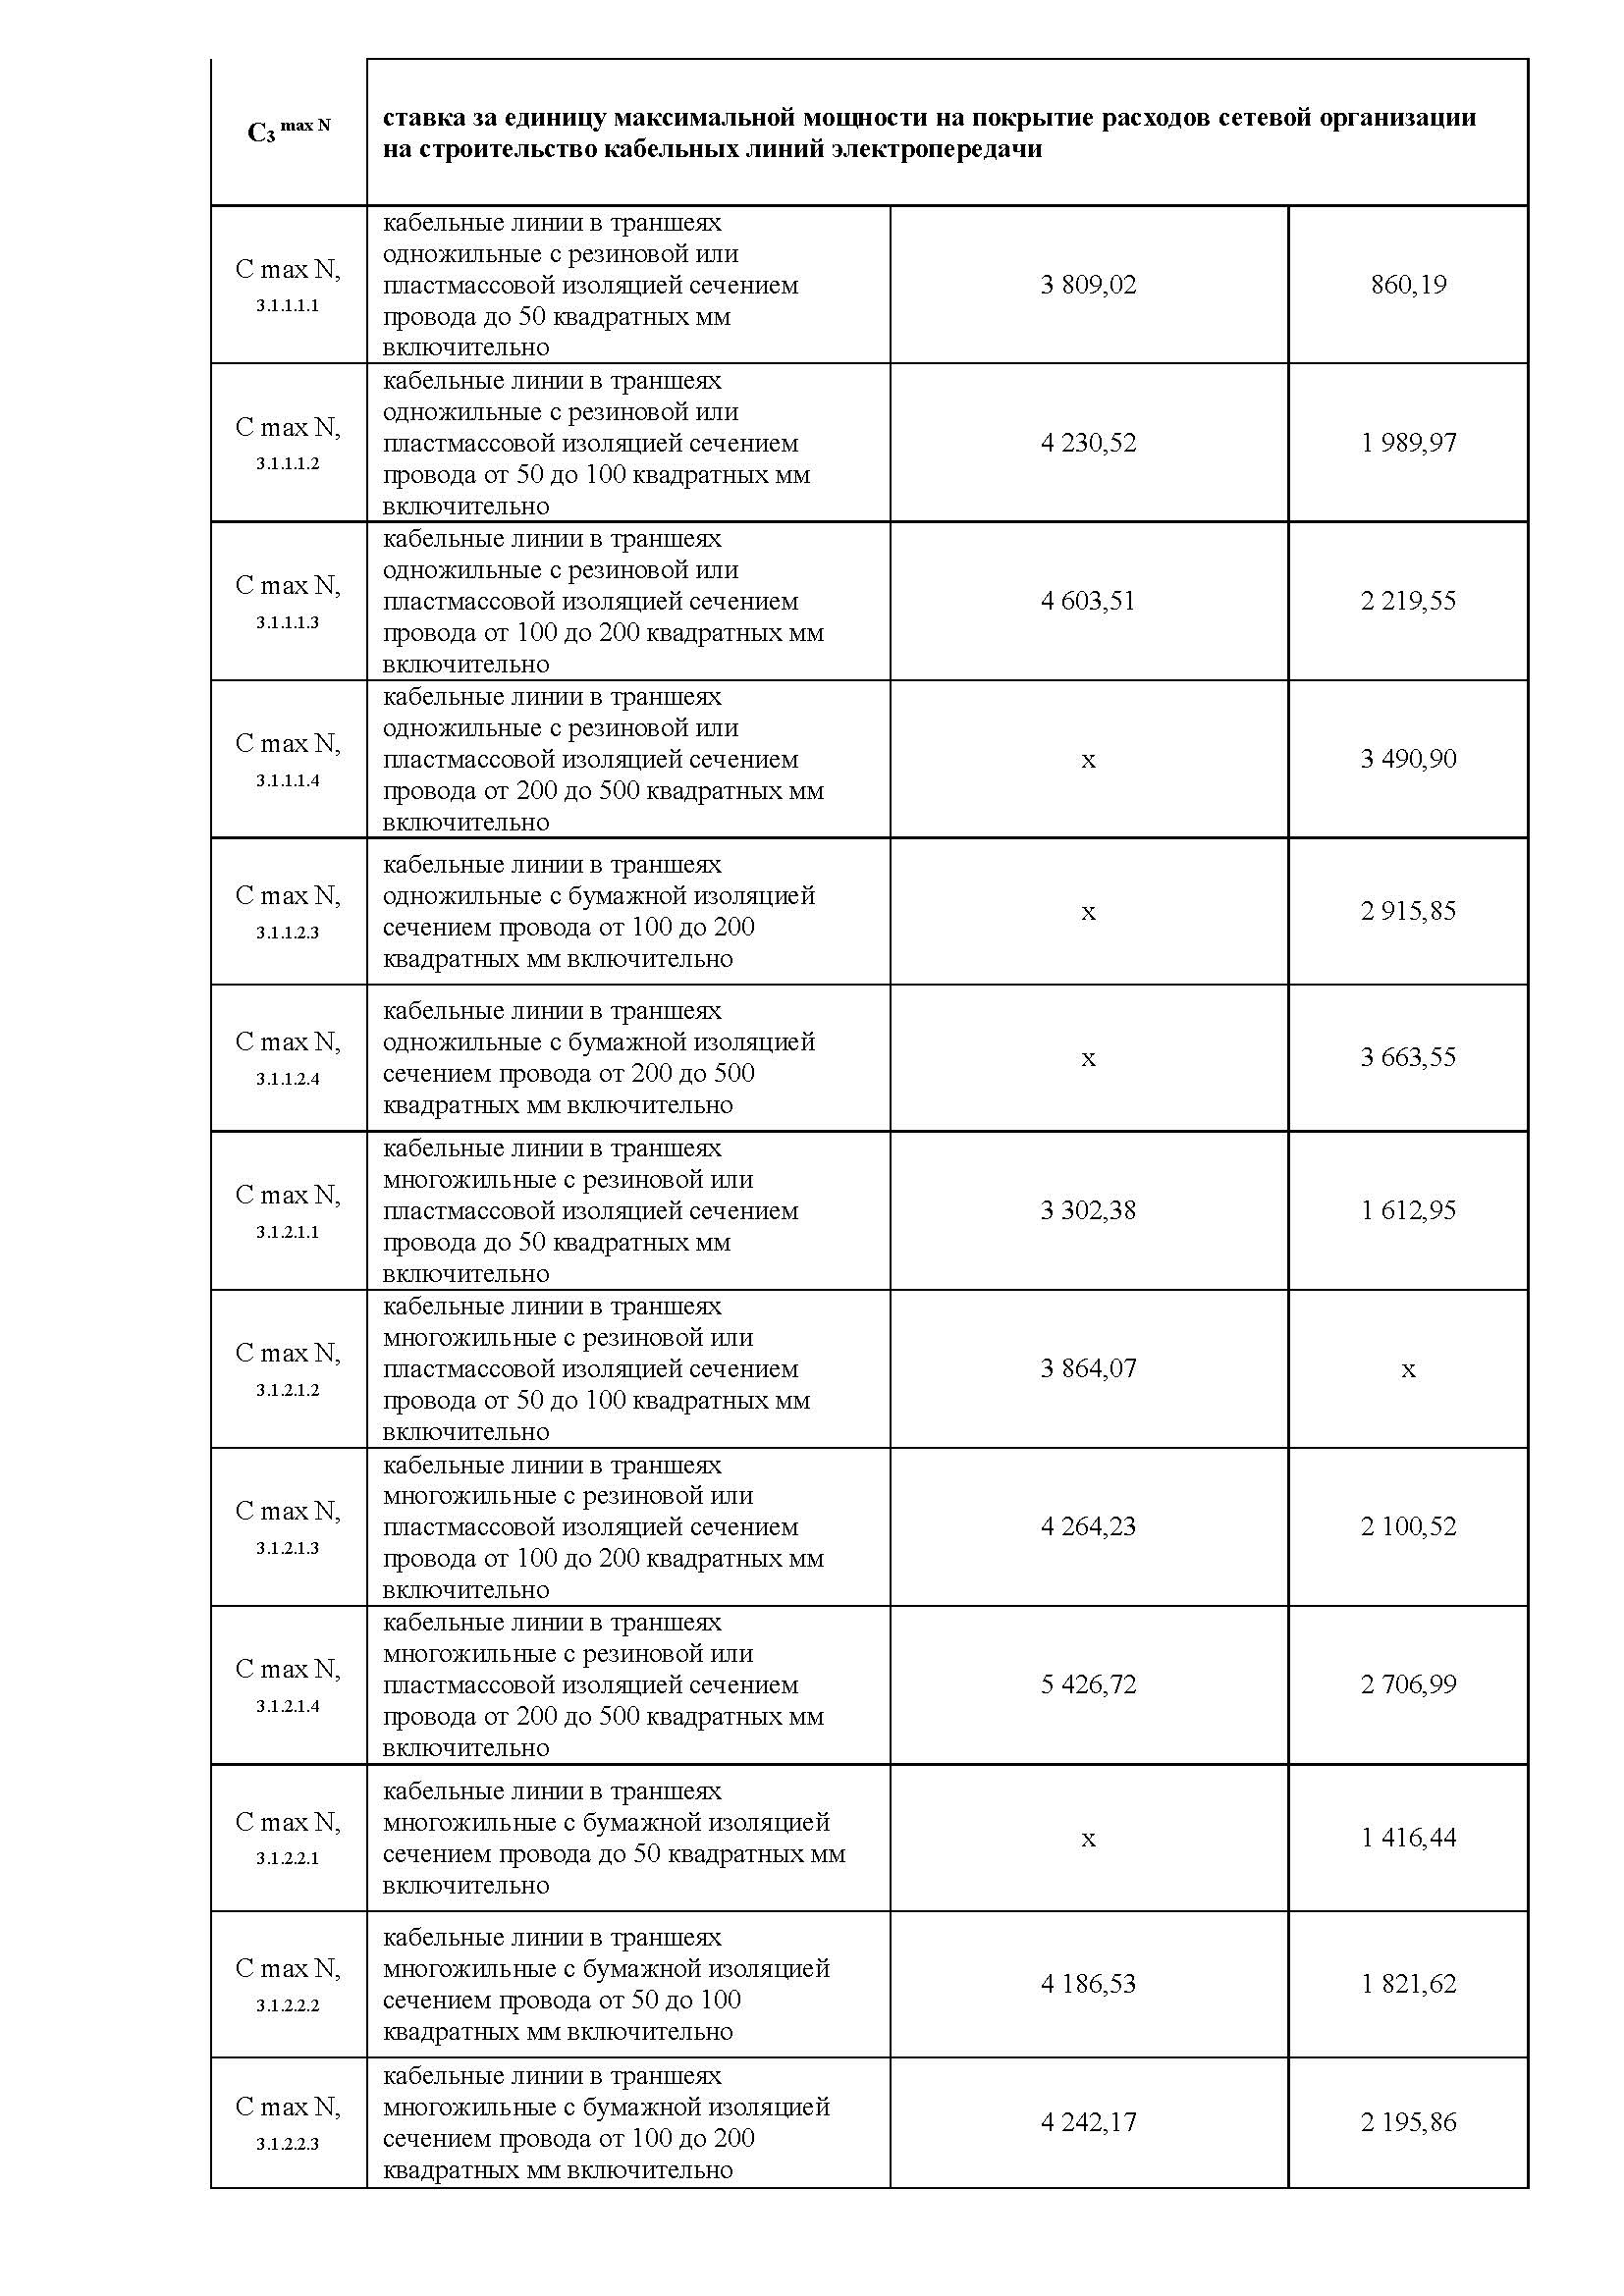 С₃ max N
ставка за единицу максимальной мощности на покрытие расходов сетевой организации
на строительство кабельных линий электропередачи
C max N,
3.1.1.1.1
кабельные линии в траншеях
одножильные с резиновой или
пластмассовой изоляцией сечением
провода до 50 квадратных мм
включительно
3 809,02
860,19
C max N,
3.1.1.1.2
кабельные линии в траншеях
одножильные с резиновой или
пластмассовой изоляцией сечением
провода от 50 до 100 квадратных мм
включительно
4 230,52
1 989,97
C max N,
3.1.1.1.3
кабельные линии в траншеях
одножильные с резиновой или
пластмассовой изоляцией сечением
провода от 100 до 200 квадратных мм
включительно
4 603,51
2 219,55
C max N,
3.1.1.1.4
кабельные линии в траншеях
одножильные с резиновой или
пластмассовой изоляцией сечением
провода от 200 до 500 квадратных мм
включительно
х
3 490,90
C max N,
3.1.1.2.3
кабельные линии в траншеях
одножильные с бумажной изоляцией
сечением провода от 100 до 200
квадратных мм включительно
х
2 915,85
C max N,
3.1.1.2.4
кабельные линии в траншеях
одножильные с бумажной изоляцией
сечением провода от 200 до 500
квадратных мм включительно
х
3 663,55
C max N,
3.1.2.1.1
кабельные линии в траншеях
многожильные с резиновой или
пластмассовой изоляцией сечением
провода до 50 квадратных мм
включительно
3 302,38
1 612,95
C max N,
3.1.2.1.2
кабельные линии в траншеях
многожильные с резиновой или
пластмассовой изоляцией сечением
провода от 50 до 100 квадратных мм
включительно
3 864,07
х
C max N,
3.1.2.1.3
кабельные линии в траншеях
многожильные с резиновой или
пластмассовой изоляцией сечением
провода от 100 до 200 квадратных мм
включительно
4 264,23
2 100,52
C max N,
3.1.2.1.4
кабельные линии в траншеях
многожильные с резиновой или
пластмассовой изоляцией сечением
провода от 200 до 500 квадратных мм
включительно
5 426,72
2 706,99
C max N,
3.1.2.2.1
кабельные линии в траншеях
многожильные с бумажной изоляцией
сечением провода до 50 квадратных мм
включительно
х
1 416,44
C max N,
3.1.2.2.2
кабельные линии в траншеях
многожильные с бумажной изоляцией
сечением провода от 50 до 100
квадратных мм включительно
4 186,53
1 821,62
C max N,
3.1.2.2.3
кабельные линии в траншеях
многожильные с бумажной изоляцией
сечением провода от 100 до 200
квадратных мм включительно
4 242,17
2 195,86